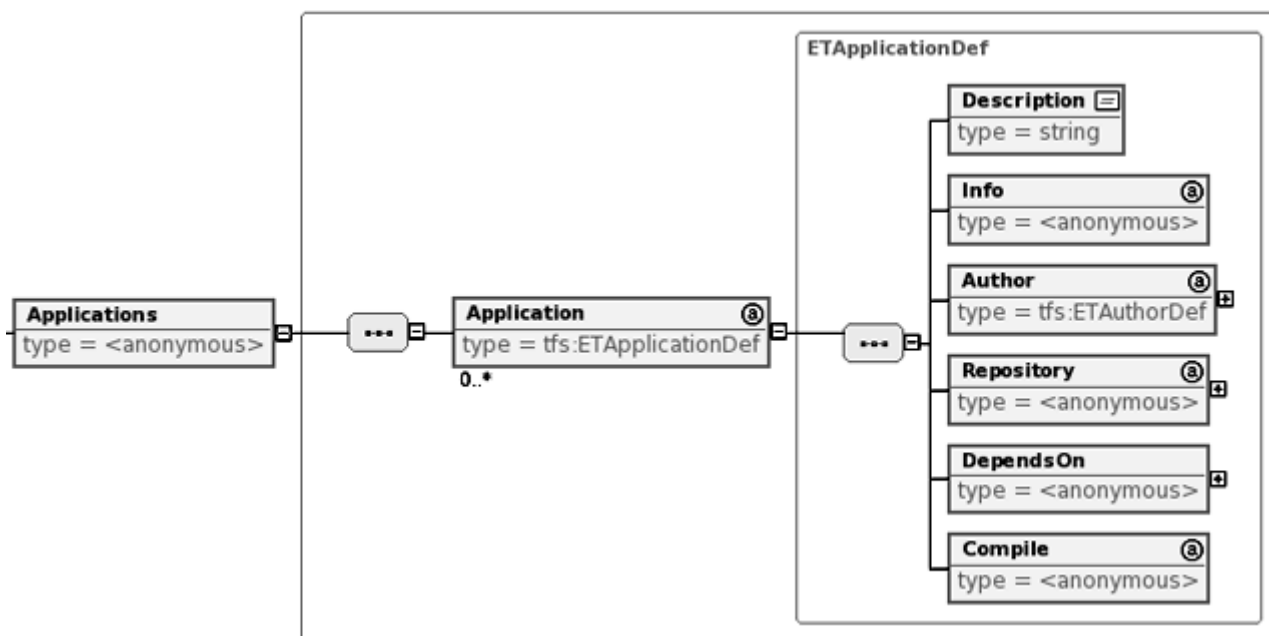 ETApplicationDef
Description
type = string
Info
type = <anonymous>
Author
type = tfs:ETAuthorDef
Applications
type = <anonymous>
Application
type = tfs:ETApplicationDef
0..*
Repository
type = <anonymous>
DependsOn
type = <anonymous>
Compile
type = <anonymous>